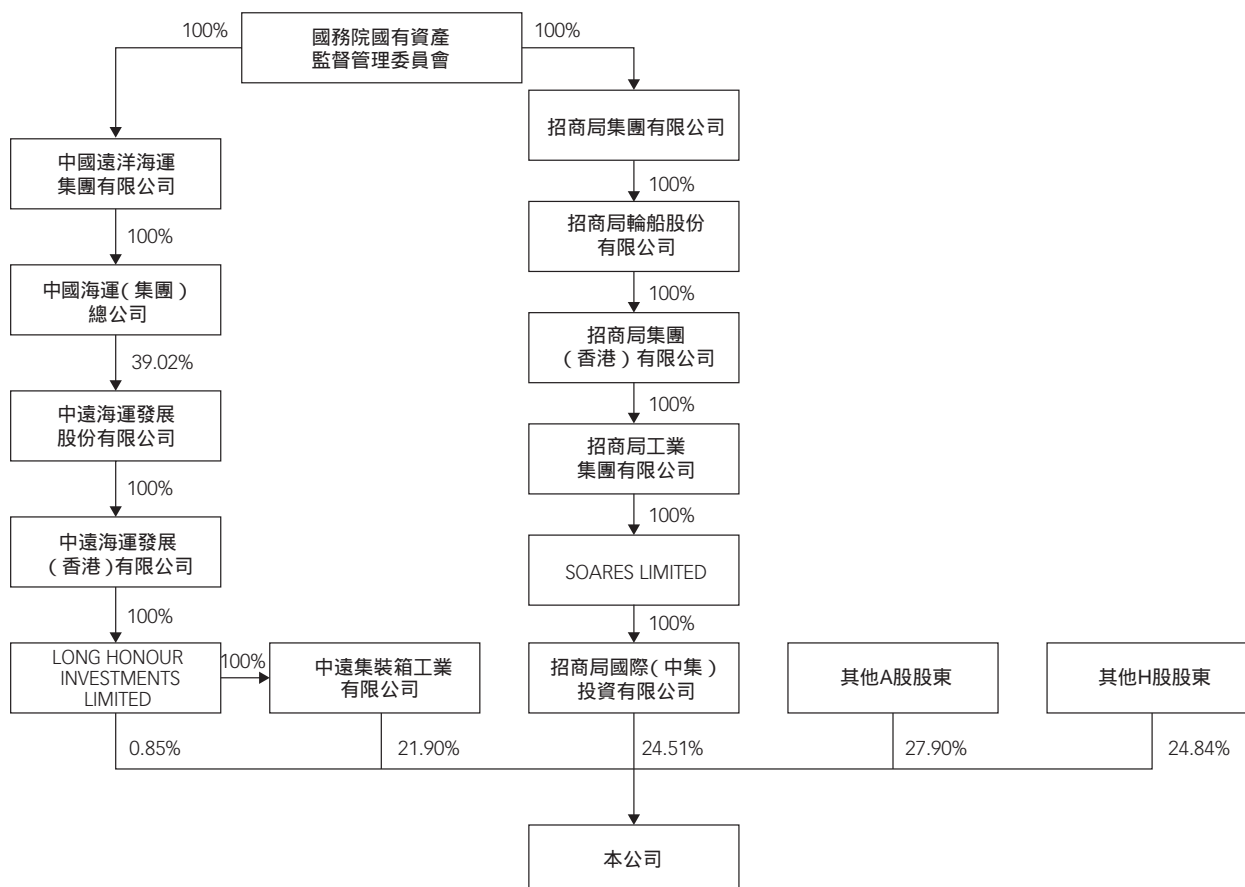 100%
國務院國有資產
監督管理委員會
100%
招商局集團有限公司
中國遠洋海運
集團有限公司
100%
招商局輪船股份
有限公司
100%
100%
中國海運(集團)
總公司
招商局集團
(香港)有限公司
39.02%
100%
中遠海運發展
股份有限公司
招商局工業
集團有限公司
100%
100%
中遠海運發展
(香港)有限公司
SOARES LIMITED
100%
100%
LONG HONOUR
INVESTMENTS
LIMITED
100%
中遠集裝箱工業
有限公司
招商局國際(中集)
投資有限公司
其他A股股東
其他H股股東
0.85%
21.90%
24.51%
27.90%
24.84%
本公司